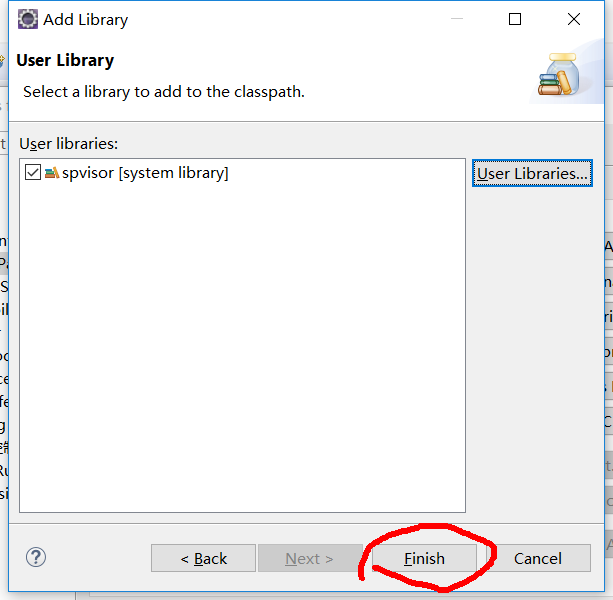 Add Library
User Library
Select a library to add to the classpath.
User libraries:
spvisor [system library]
User Libraries...
< Back
Next >
Finish
Cancel